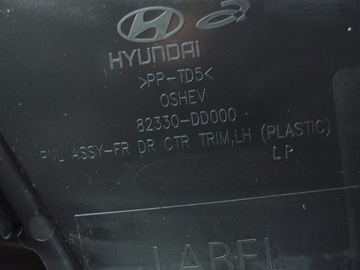 HYUNDAI
>PP-TD5<
OSHEV
82330-DD000
PNL ASSY-FR DR CTR TRIM,LH (PLASTIC)
LP
LABEL